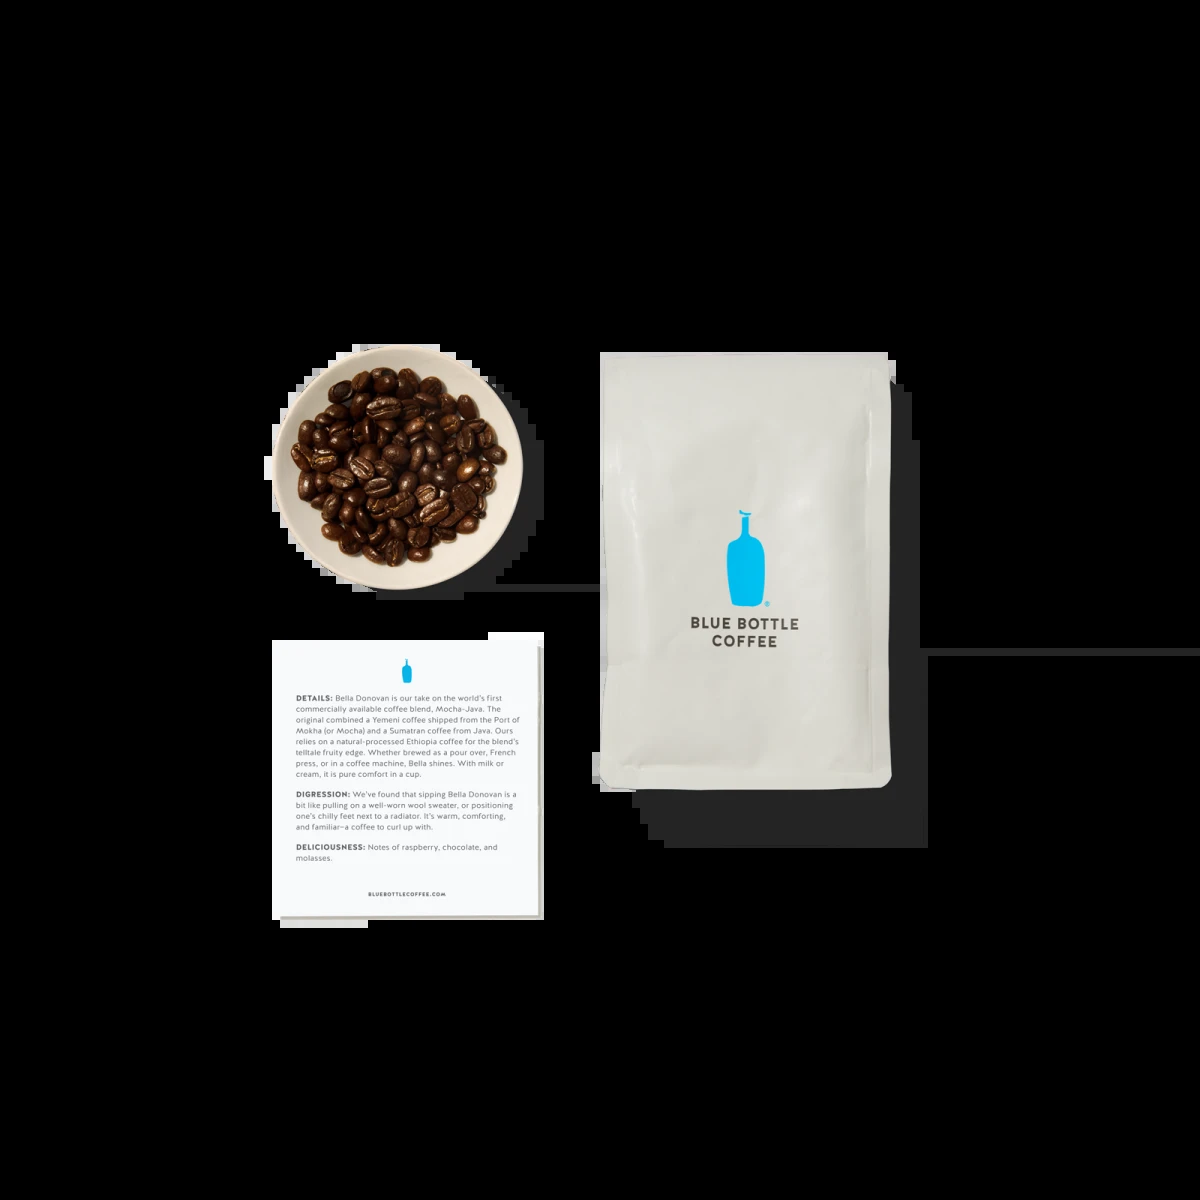 BLUE BOTTLE
COFFEE
DETAILS: Bella Donovan is our take on the world's first
commercially available coffee blend, Mocha-Java. The
original combined a Yemeni coffee shipped from the Port of
Mokha (or Mocha) and a Sumatran coffee from Java. Ours
relies on a natural-processed Ethiopia coffee for the blend's
telltale fruity edge. Whether brewed as a pour over, French
press, or in a coffee machine, Bella shines. With milk or
cream, it is pure comfort in a cup.
DIGRESSION: We've found that sipping Bella Donovan is a
bit like pulling on a well-worn wool sweater, or positioning
one's chilly feet next to a radiator. It's warm, comforting,
and familiar—a coffee to curl up with.
DELICIOUSNESS: Notes of raspberry, chocolate, and
molasses.
BLUEBOTTLECOFFEE.COM